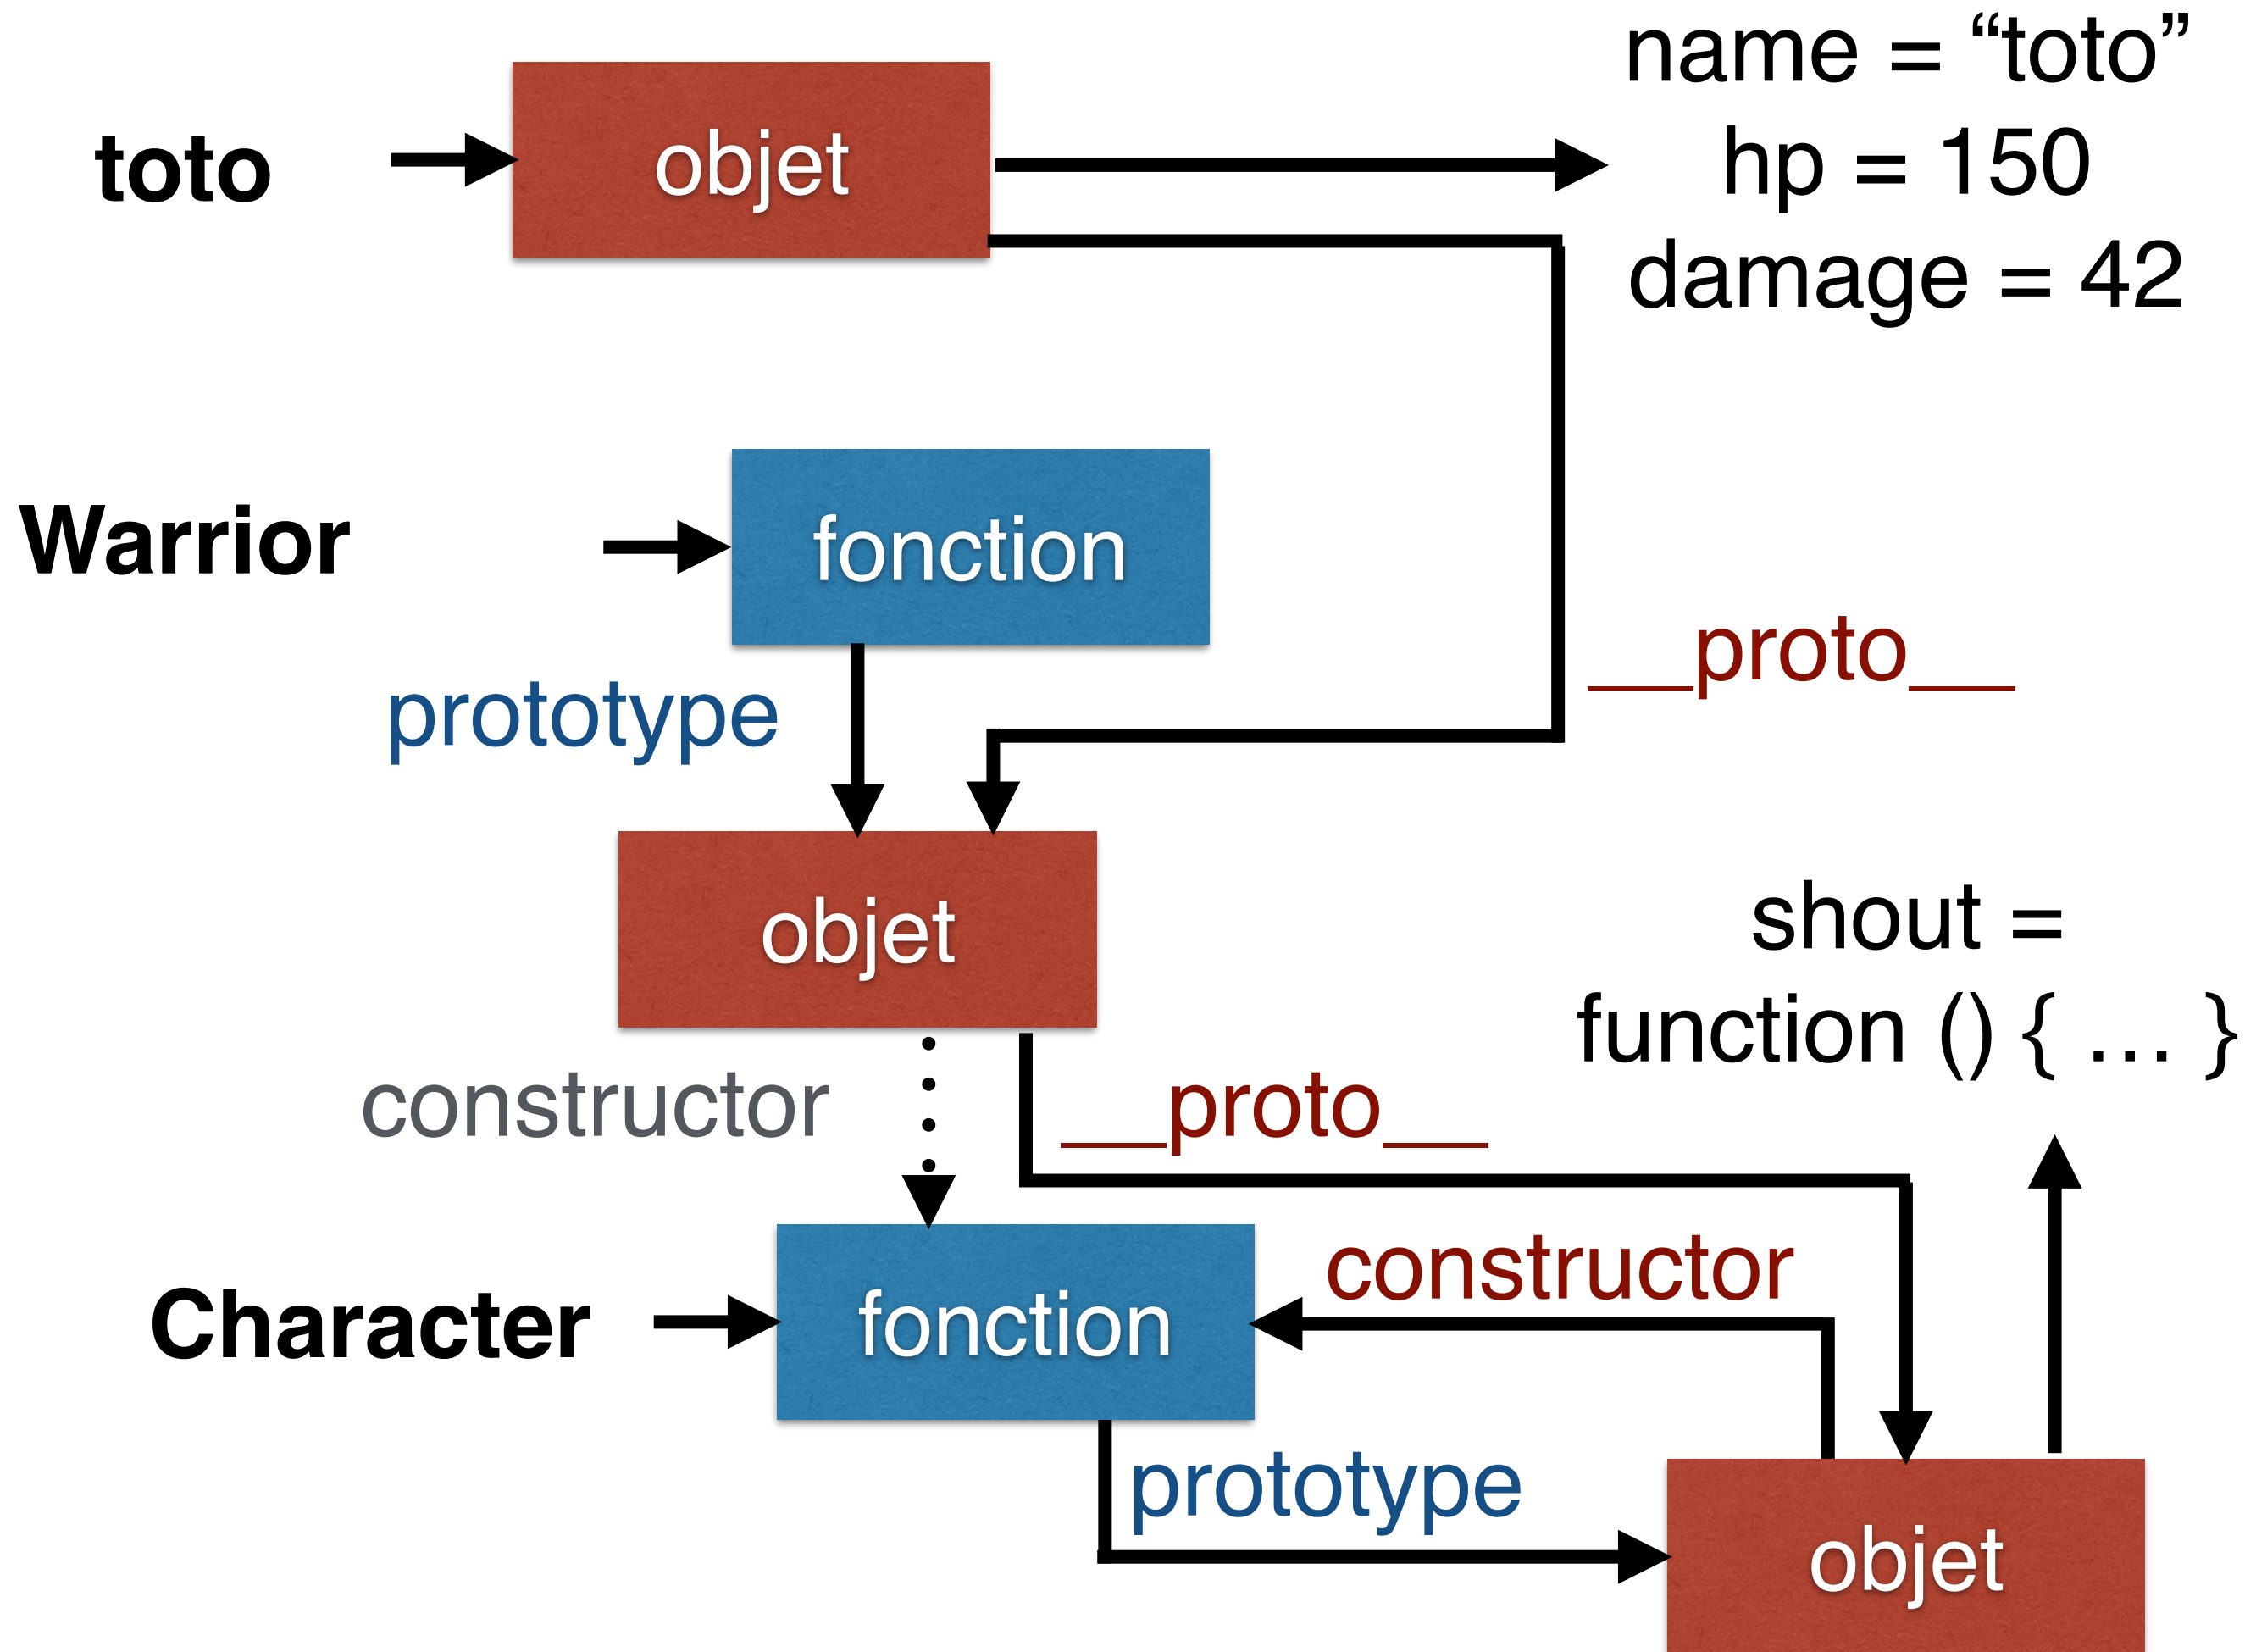 name = “toto”
toto
objet
hp = 150
damage = 42
Warrior
fonction
__proto__
prototype
objet
shout =
function () { … }
constructor
__proto__
constructor
Character
fonction
prototype
objet